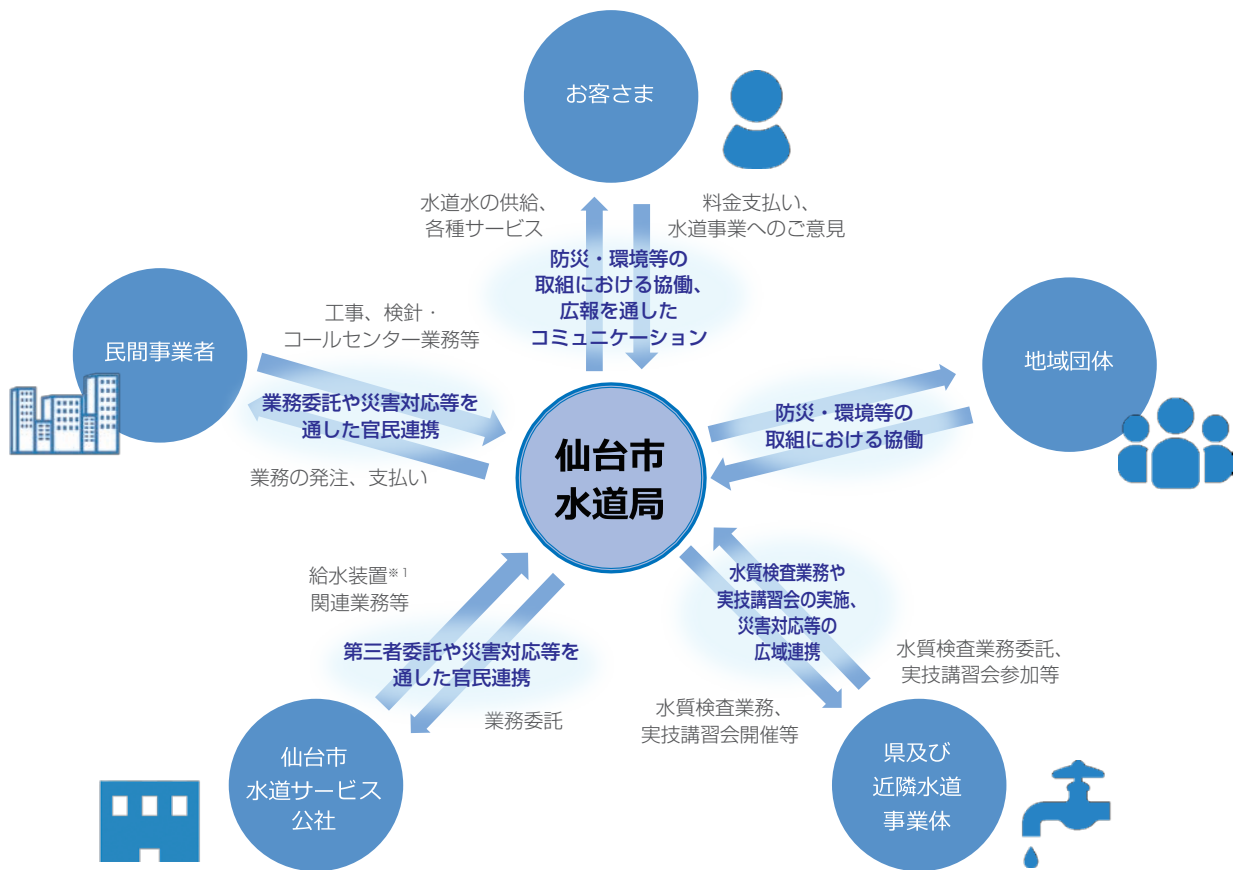 お客さま
水道水の供給、
各種サービス
料金支払い、
水道事業へのご意見
防災・環境等の
取組における協働、
広報を通した
コミュニケーション
民間事業者
工事、検針・
コールセンター業務等
業務委託や災害対応等を
通した官民連携
業務の発注、支払い
地域団体
防災・環境等の
取組における協働
仙台市
水道局
給水装置※1
関連業務等
第三者委託や災害対応等を
通した官民連携
業務委託
仙台市
水道サービス
公社
水質検査業務や
実技講習会の実施、
災害対応等の
広域連携
水質検査業務委託、
実技講習会参加等
水質検査業務、
実技講習会開催等
県及び
近隣水道
事業体